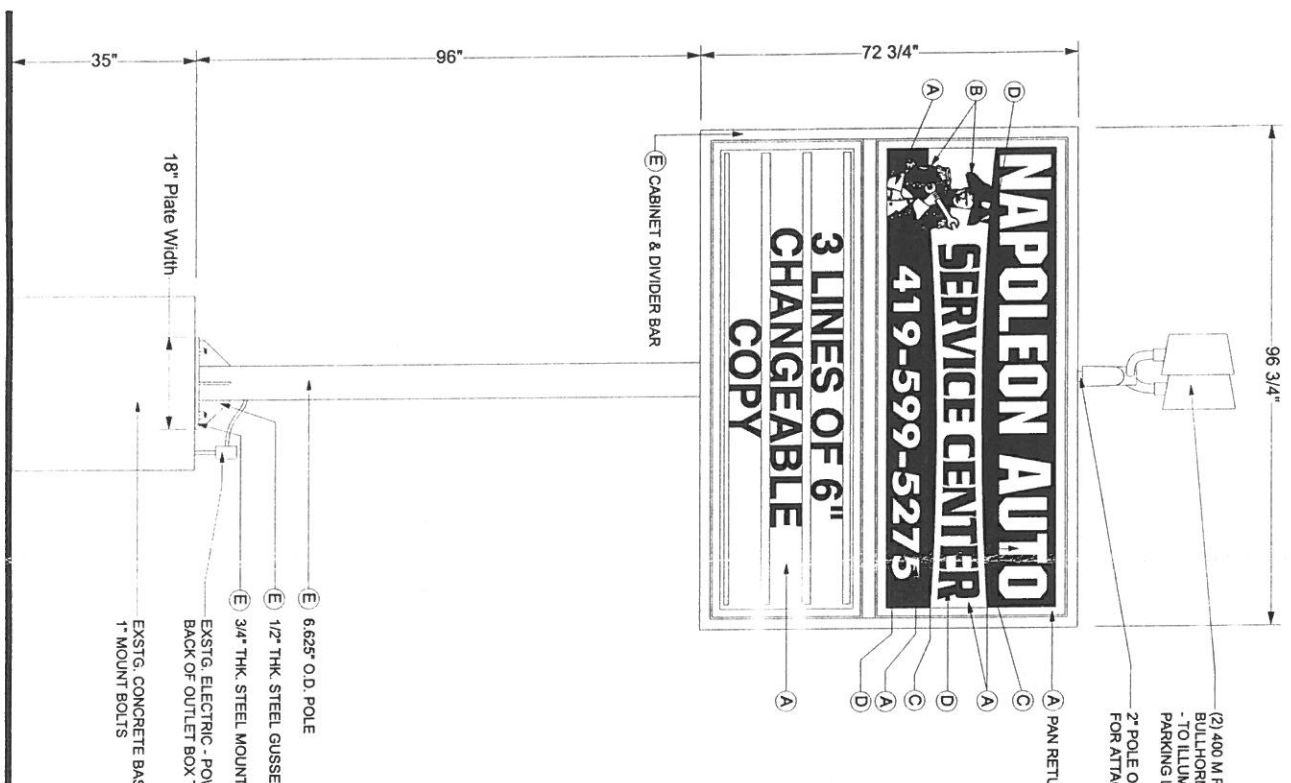 (2) 400 M
BULLHOR
- TO ILLUM
PARKING
2" POLE O
FOR ATTA
96 3/4"
72 3/4"
96"
35"
D
B
A
NAPOLEON AUTO
SERVICE CENTER
419-599-5275
3 LINES OF 6"
CHANGEABLE
COPY
A PAN RETU
C
A
D
C
A
D
A
E CABINET & DIVIDER BAR
18" Plate Width
E 6.625" O.D. POLE
E 1/2" THK. STEEL GUSSE
E 3/4" THK. STEEL MOUNT
EXSTG. ELECTRIC - POW
BACK OF OUTLET BOX
EXSTG. CONCRETE BAS
1" MOUNT BOLTS